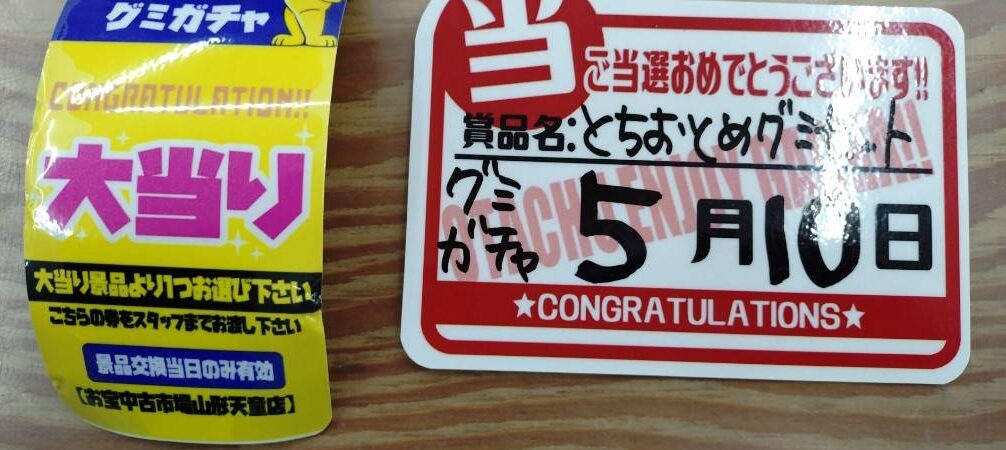 グミガチャ
CONGRATULATION!!
大当り
大当り景品より1つお選び下さい
こちらの券をスタッフまでお渡し下さい
景品交換当日のみ有効
【お宝中古市場山形天童店】
当
ご当選おめでとうございます!!
賞品名:とちおとめグミセット
グミ
ガチャ
5月10日
★CONGRATULATIONS★